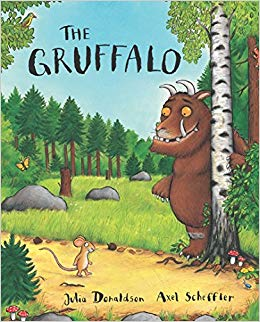 THE
GRUFFALO
Julia Donaldson Axel Scheffler